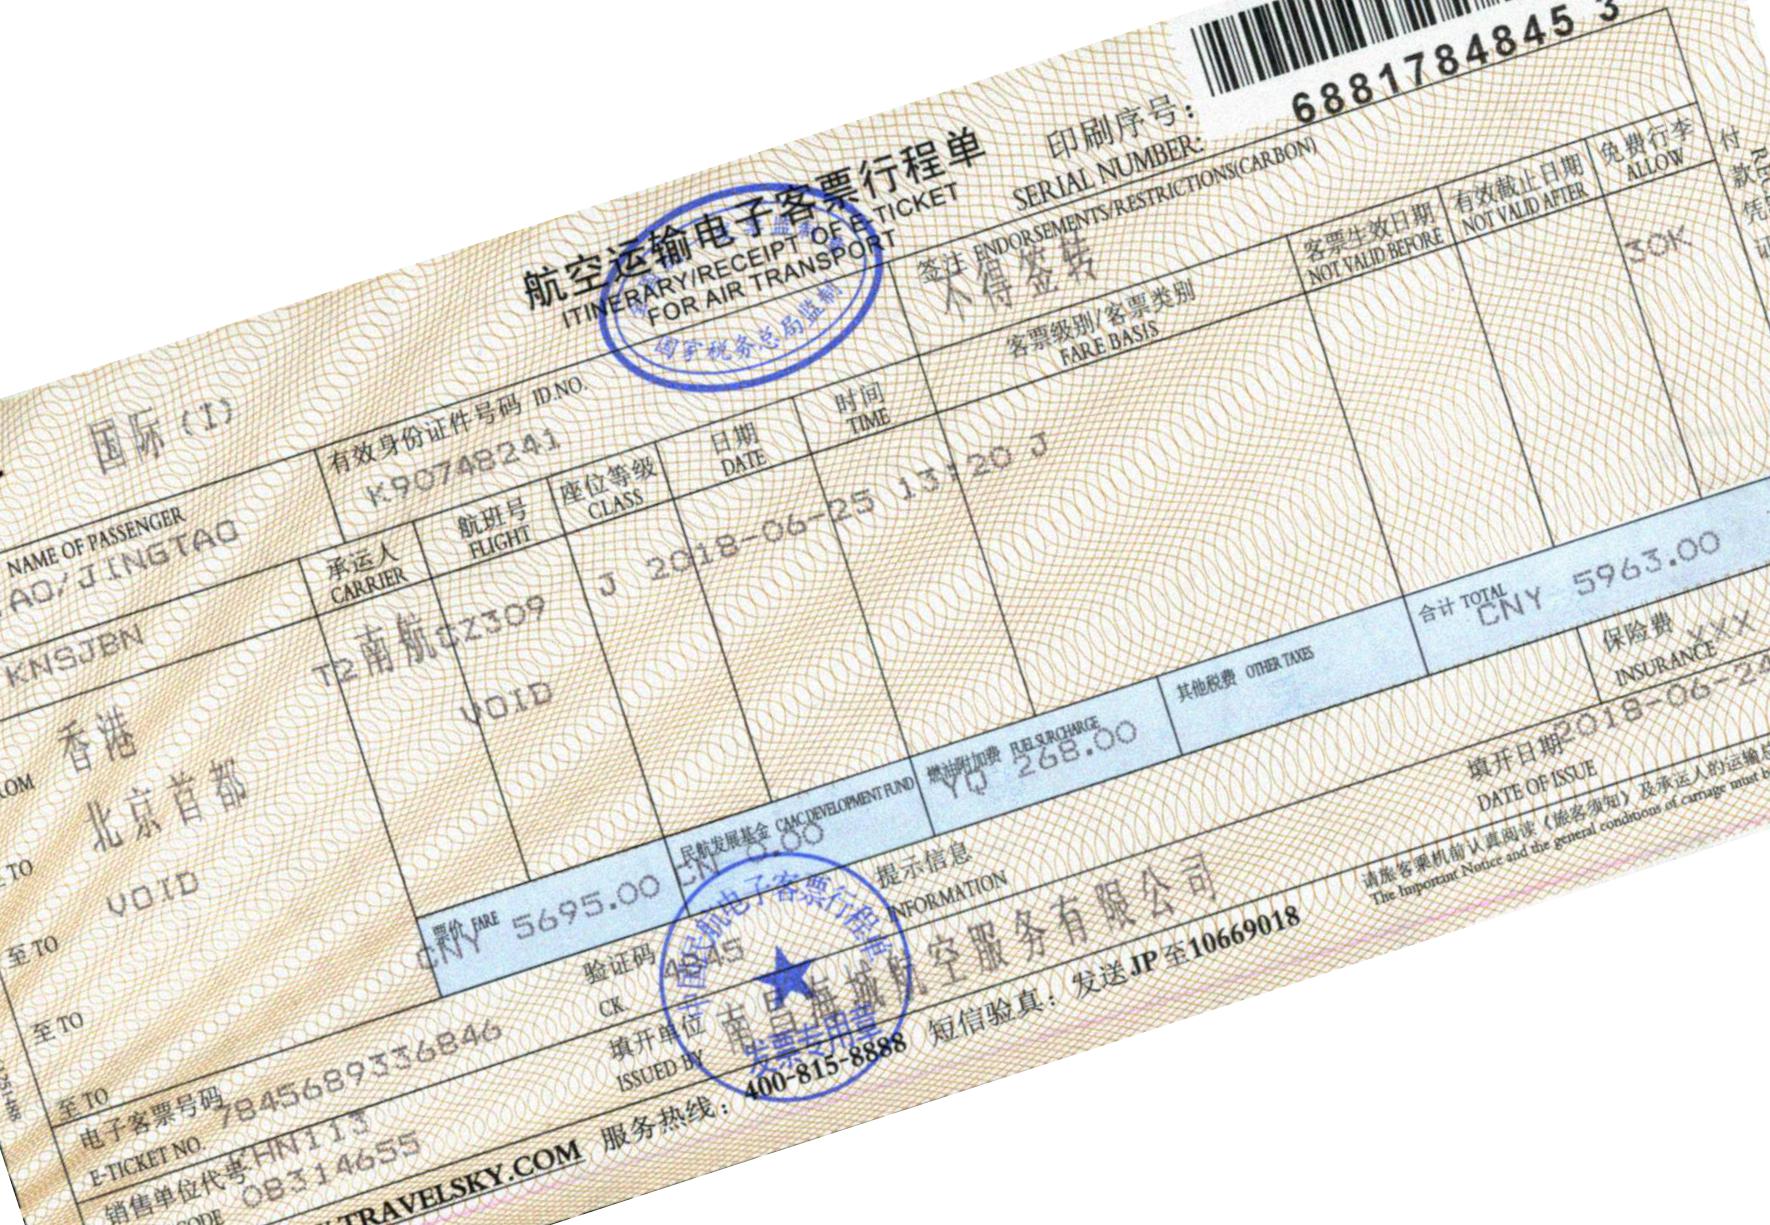 6881784845 3
印刷序号:
SERIAL NUMBER:
航空运输电子客票行程单
ITINERARY/RECEIPT OF E-TICKET
FOR AIR TRANSPORT
国家税务总局监制
国际(I)
签注 ENDORSEMENTS/RESTRICTIONS(CARBON)
不得签转
NAME OF PASSENGER
AO/JINGTAO
有效身份证件号码 ID.NO.
K90748241
KNSJBN
承运人
CARRIER
航班号
FLIGHT
座位等级
CLASS
日期
DATE
时间
TIME
客票级别/客票类别
FARE BASIS
客票生效日期
NOT VALID BEFORE
有效截止日期
NOT VALID AFTER
免费行李
ALLOW
香港 T2 南航 CZ309 J 2018-06-25 13:20 J 30K
TO 北京首都 VOID
至 TO VOID
至 TO
至 TO
票价 FARE
CNY 5695.00
民航发展基金 CAAC DEVELOPMENT FUND
CN 0.00
燃油附加费 FUEL SURCHARGE
YQ 268.00
其他税费 OTHER TAXES
合计 TOTAL
CNY 5963.00
电子客票号码
E-TICKET NO.
7845689336846
验证码
CK.
提示信息
INFORMATION
保险费
INSURANCE
XXX
销售单位代号
CODE
KHN113
08314655
填开单位
ISSUED BY
南昌海城航空服务有限公司
填开日期
DATE OF ISSUE
2018-06-24
中国民航电子客票行程单
发票专用章
TRAVELSKY.COM 服务热线:400-815-8888 短信验真:发送JP至10669018
请旅客乘机前认真阅读《旅客须知》及承运人的运输总
The Important Notice and the general conditions of carriage must b
付
款
凭
证